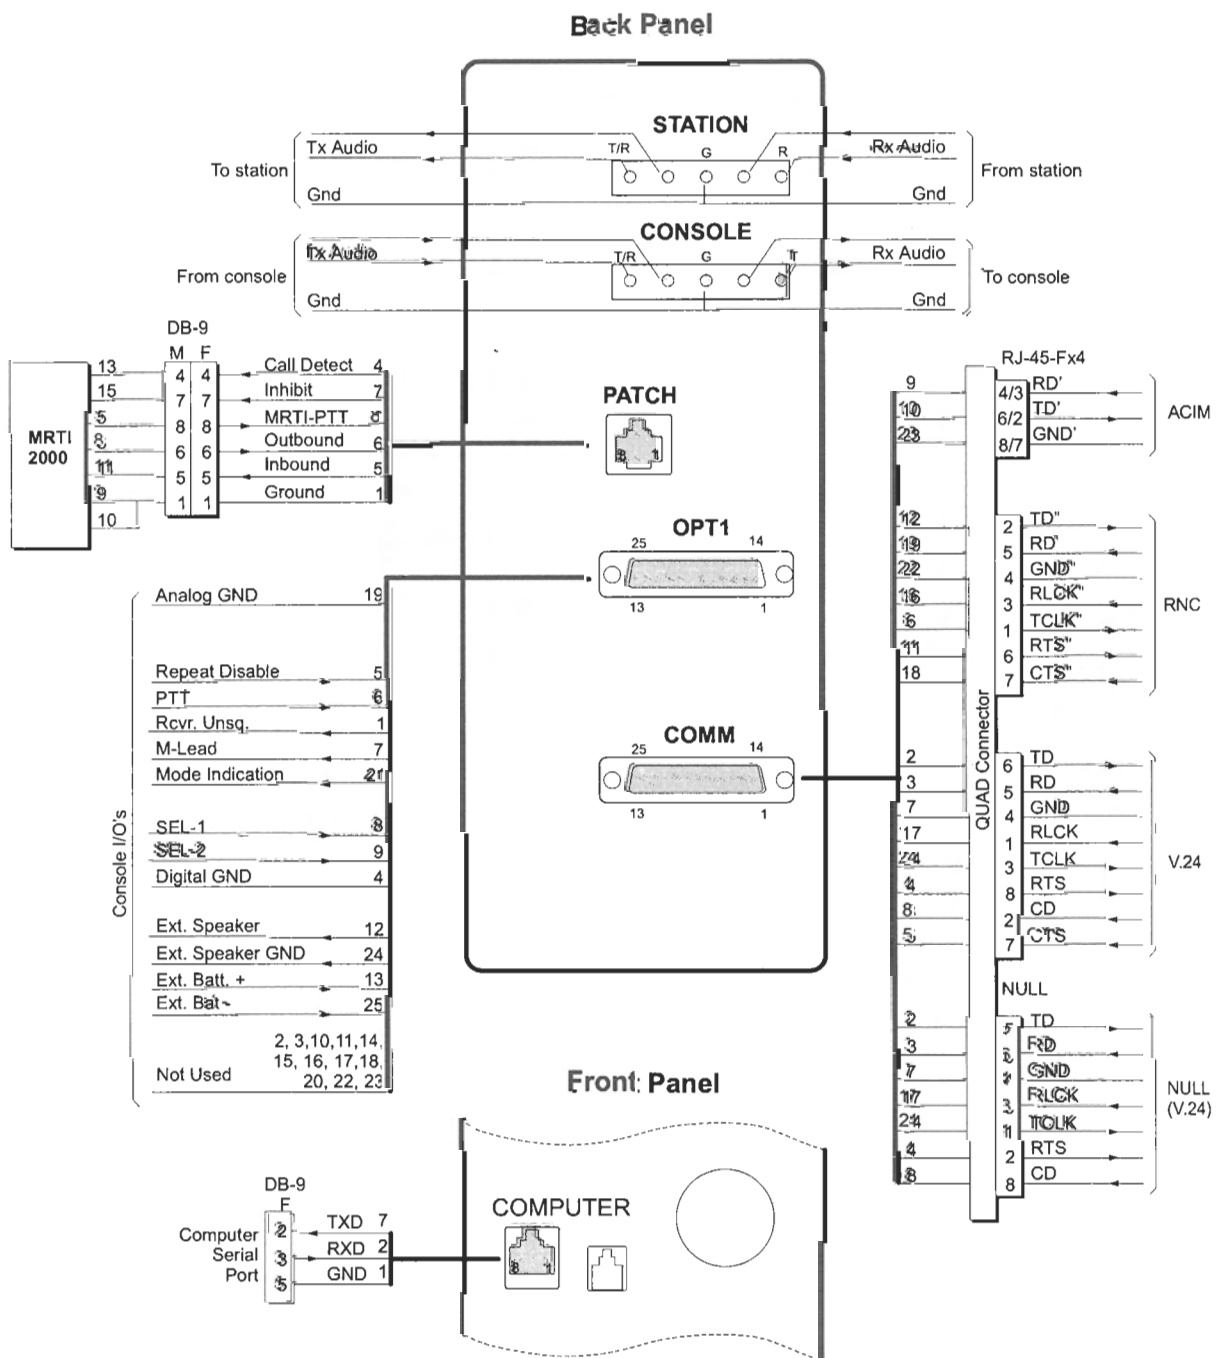 Back Panel
STATION
To station
Tx Audio
T/R
G
R
Rx Audio
From station
Gnd
Gnd
CONSOLE
From console
Tx Audio
T/R
G
T
Rx Audio
To console
Gnd
Gnd
DB-9
M F
MRTI
2000
13 4 4 Call Detect 4
15 7 7 Inhibit 7
5 8 8 MRTI-PTT
8 6 6 Outbound 6
11 5 5 Inbound 5
9 1 1 Ground 1
10
PATCH
8 1
OPT1
25 14
13 1
COMM
25 14
13 1
Console I/O's
Analog GND 19
Repeat Disable 5
PTT 6
Rcvr. Unsq. 1
M-Lead 7
Mode Indication 21
SEL-1 8
SEL-2 9
Digital GND 4
Ext. Speaker 12
Ext. Speaker GND 24
Ext. Batt. + 13
Ext. Bat - 25
Not Used
2, 3,10,11,14,
15, 16, 17,18,
20, 22, 23
QUAD Connector
RJ-45-Fx4
9 4/3 RD'
10 6/2 TD'
23 8/7 GND'
ACIM
12 2 TD"
19 5 RD"
22 4 GND"
16 3 RLCK"
6 1 TCLK"
11 6 RTS"
18 7 CTS"
RNC
2 6 TD
3 5 RD
7 4 GND
17 1 RLCK
24 3 TCLK
4 8 RTS
8 2 CD
5 7 CTS
V.24
NULL
2 5 TD
3 RD
7 4 GND
17 3 RLCK
24 1 TCLK
4 2 RTS
8 8 CD
NULL
(V.24)
Front Panel
COMPUTER
8 1
DB-9
F
Computer
Serial
Port
2 TXD 7
3 RXD 2
5 GND 1